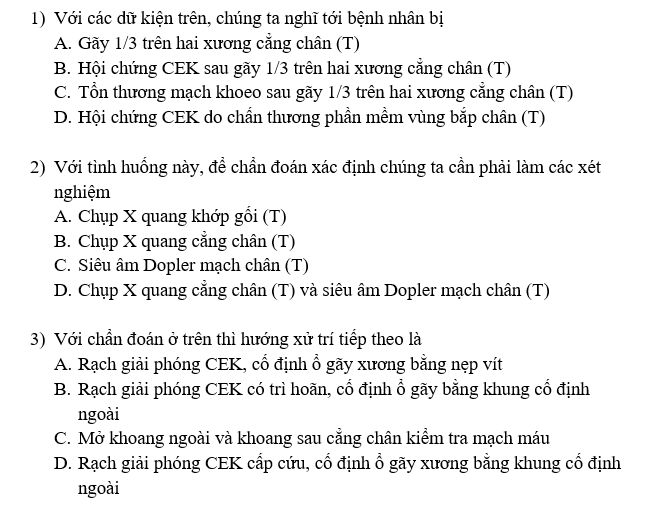 1) Với các dữ kiện trên, chúng ta nghĩ tới bệnh nhân bị
A. Gãy 1/3 trên hai xương cẳng chân (T)
B. Hội chứng CEK sau gãy 1/3 trên hai xương cẳng chân (T)
C. Tổn thương mạch khoeo sau gãy 1/3 trên hai xương cẳng chân (T)
D. Hội chứng CEK do chấn thương phần mềm vùng bắp chân (T)
2) Với tình huống này, để chẩn đoán xác định chúng ta cần phải làm các xét
nghiệm
A. Chụp X quang khớp gối (T)
B. Chụp X quang cẳng chân (T)
C. Siêu âm Dopler mạch chân (T)
D. Chụp X quang cẳng chân (T) và siêu âm Dopler mạch chân (T)
3) Với chẩn đoán ở trên thì hướng xử trí tiếp theo là
A. Rạch giải phóng CEK, cố định ổ gãy xương bằng nẹp vít
B. Rạch giải phóng CEK có trì hoãn, cố định ổ gãy bằng khung cố định
ngoài
C. Mở khoang ngoài và khoang sau cẳng chân kiểm tra mạch máu
D. Rạch giải phóng CEK cấp cứu, cố định ổ gãy xương bằng khung cố định
ngoài